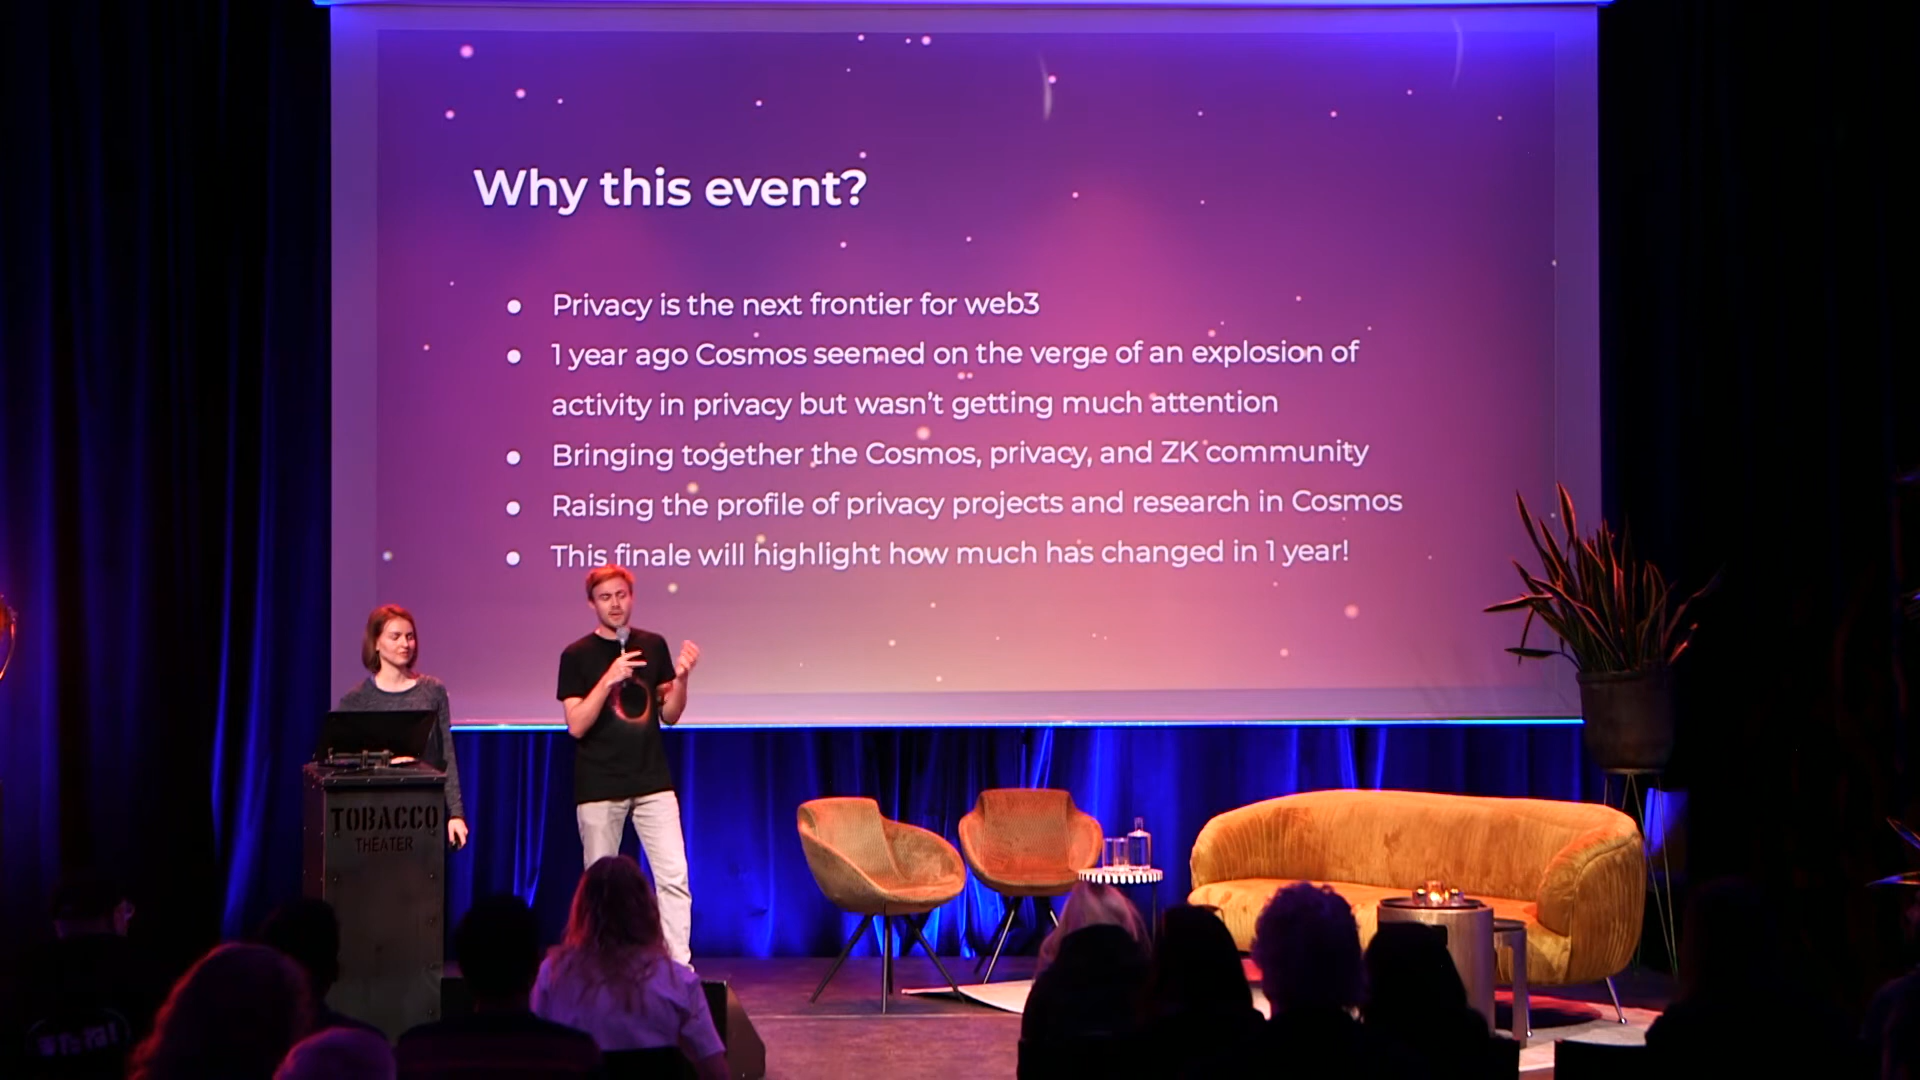 Why this event?
● Privacy is the next frontier for web3
● 1 year ago Cosmos seemed on the verge of an explosion of
activity in privacy but wasn't getting much attention
● Bringing together the Cosmos, privacy, and ZK community
● Raising the profile of privacy projects and research in Cosmos
● This finale will highlight how much has changed in 1 year!
TOBACCO
THEATER